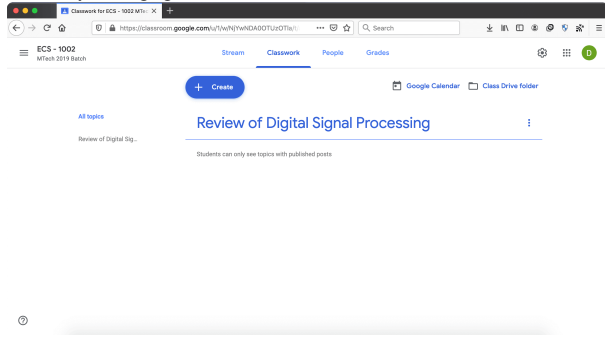 Classwork for ECS - 1002 MTec
https://classroom.google.com/u/1/w/NjYwNDA0OTUzOTla/t
Search
ECS - 1002
MTech 2019 Batch
Stream
Classwork
People
Grades
D
+ Create
Google Calendar
Class Drive folder
All topics
Review of Digital Sig...
Review of Digital Signal Processing
Students can only see topics with published posts